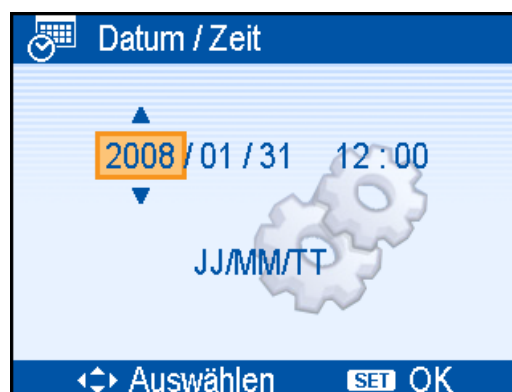 Datum / Zeit
2008 / 01 / 31 12 : 00
JJ/MM/TT
Auswählen SET OK